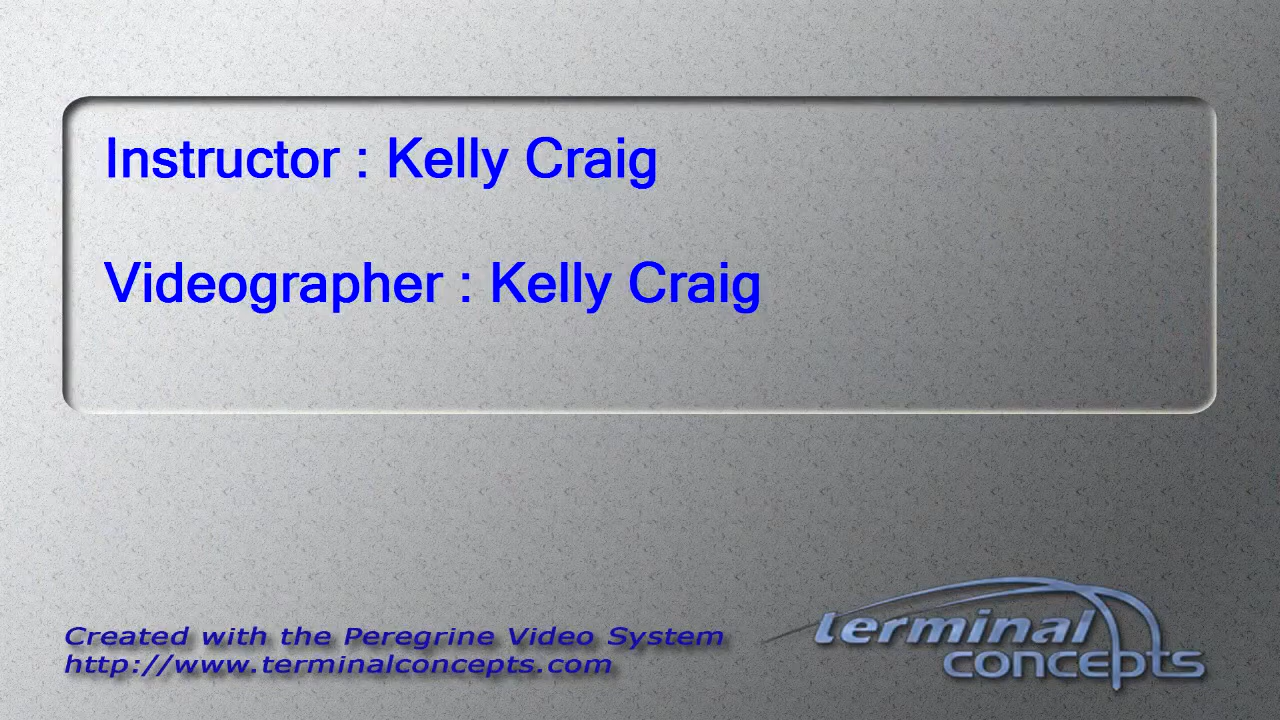 Instructor : Kelly Craig
Videographer : Kelly Craig
Created with the Peregrine Video System
http://www.terminalconcepts.com
terminal
concepts